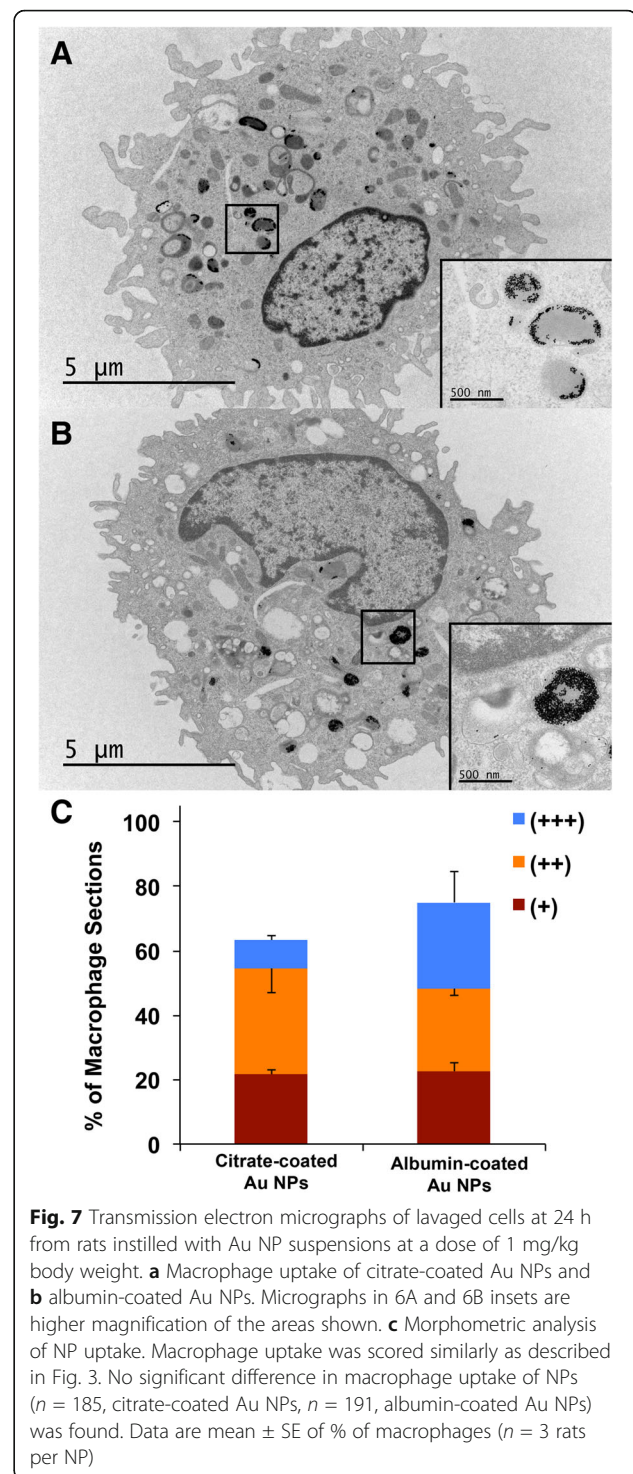 A
5 μm
500 nm
B
5 μm
500 nm
C
% of Macrophage Sections
100
80
60
40
20
0
(+++)
(++)
(+)
Citrate-coated
Au NPs
Albumin-coated
Au NPs
Fig. 7 Transmission electron micrographs of lavaged cells at 24 h
from rats instilled with Au NP suspensions at a dose of 1 mg/kg
body weight. a Macrophage uptake of citrate-coated Au NPs and
b albumin-coated Au NPs. Micrographs in 6A and 6B insets are
higher magnification of the areas shown. c Morphometric analysis
of NP uptake. Macrophage uptake was scored similarly as described
in Fig. 3. No significant difference in macrophage uptake of NPs
(n = 185, citrate-coated Au NPs, n = 191, albumin-coated Au NPs)
was found. Data are mean ± SE of % of macrophages (n = 3 rats
per NP)